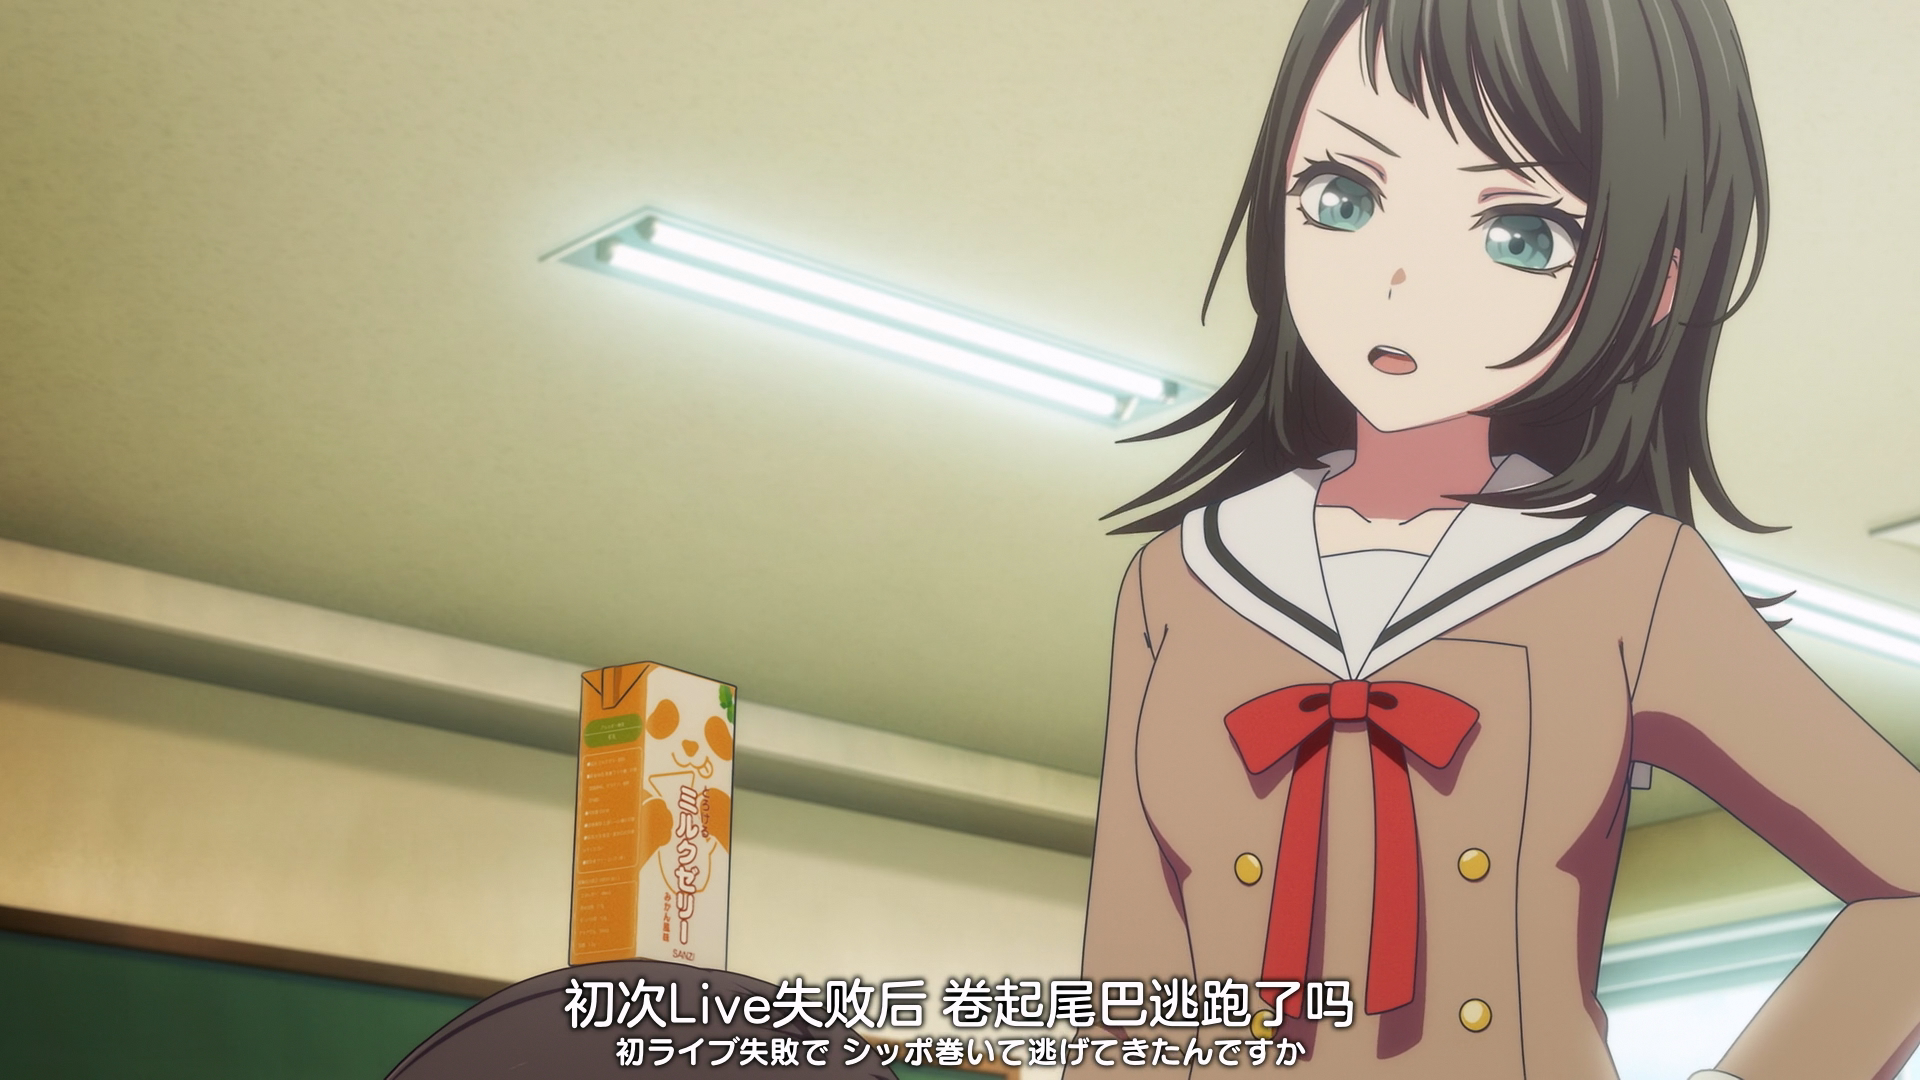 とろける
ミルクゼリー
みかん風味
SANZI
初次Live失败后 卷起尾巴逃跑了吗
初ライブ失敗で シッポ巻いて逃げてきたんですか